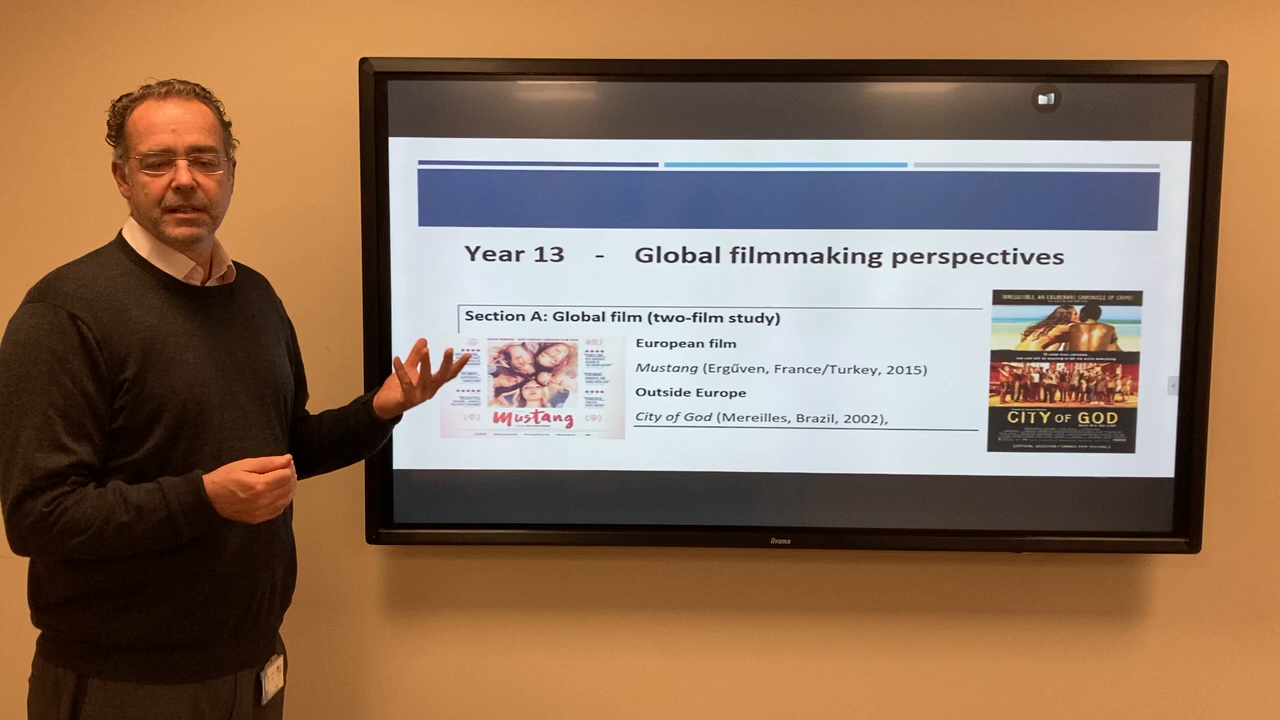 Year 13 - Global filmmaking perspectives
Section A: Global film (two-film study)
European film
Mustang (Ergűven, France/Turkey, 2015)
Outside Europe
City of God (Mereilles, Brazil, 2002),
Mustang
CITY OF GOD
iiyama